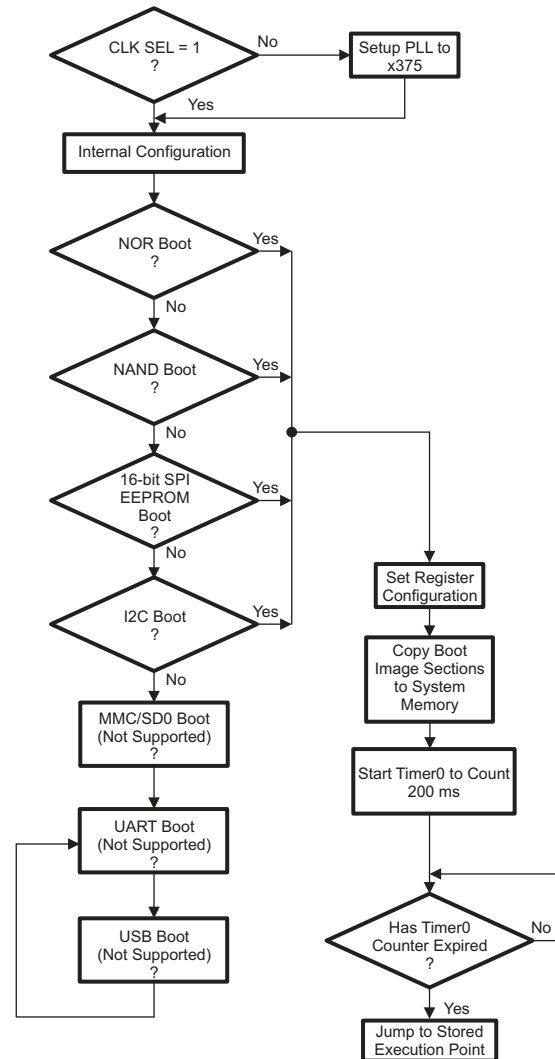 CLK SEL = 1
?
No
Setup PLL to
x375
Yes
Internal Configuration
NOR Boot
?
Yes
No
NAND Boot
?
Yes
No
16-bit SPI
EEPROM
Boot
?
Yes
No
I2C Boot
?
Yes
No
MMC/SD0 Boot
(Not Supported)
?
UART Boot
(Not Supported)
?
USB Boot
(Not Supported)
?
Set Register
Configuration
Copy Boot
Image Sections
to System
Memory
Start Timer0 to Count
200 ms
Has Timer0
Counter Expired
?
No
Yes
Jump to Stored
Execution Point